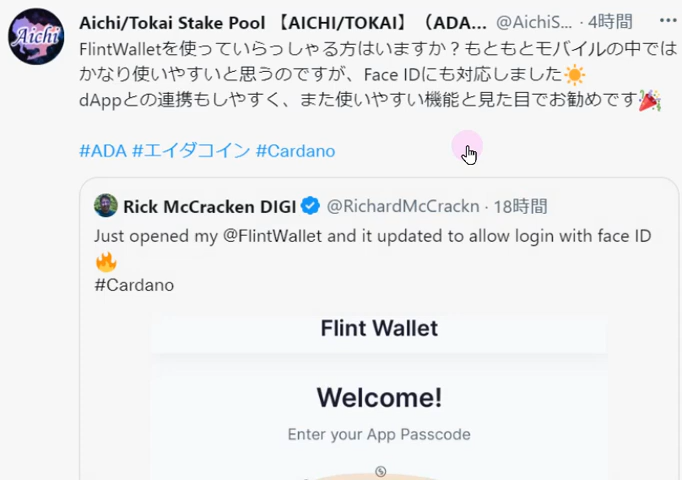 Aichi
Aichi/Tokai Stake Pool 【AICHI/TOKAI】 (ADA... @AichiS... · 4時間
FlintWalletを使っていらっしゃる方はいますか？もともとモバイルの中では
かなり使いやすいと思うのですが、Face IDにも対応しました☀️
dAppとの連携もしやすく、また使いやすい機能と見た目でお勧めです🎉
#ADA #エイダコイン #Cardano
Rick McCracken DIGI @RichardMcCrackn · 18時間
Just opened my @FlintWallet and it updated to allow login with face ID
🔥
#Cardano
Flint Wallet
Welcome!
Enter your App Passcode